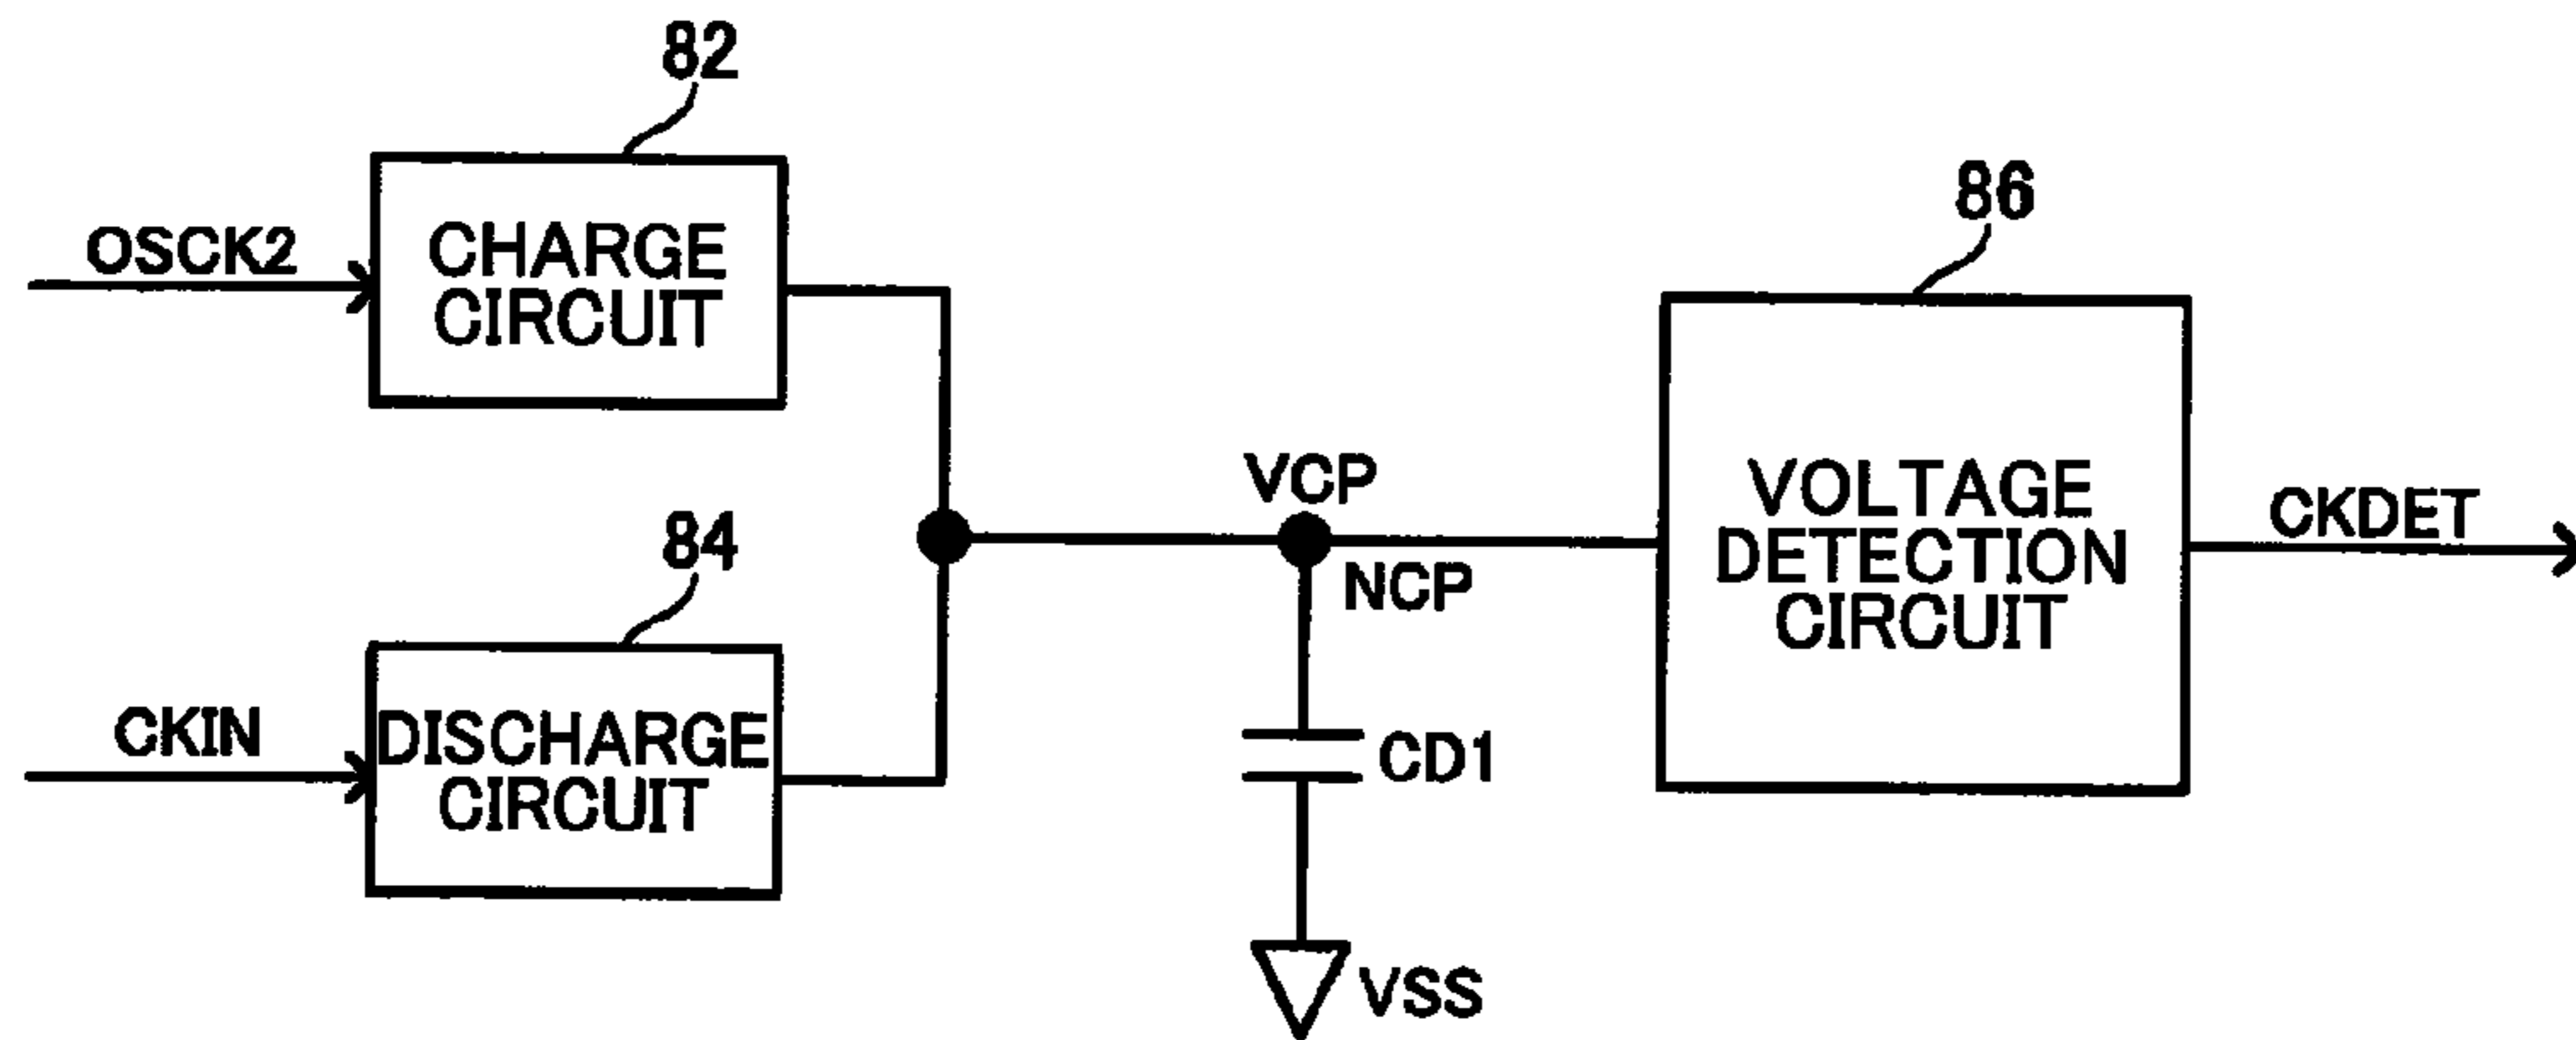 82
OSCK2
CHARGE
CIRCUIT
84
CKIN
DISCHARGE
CIRCUIT
VCP
NCP
CD1
VSS
86
VOLTAGE
DETECTION
CIRCUIT
CKDET